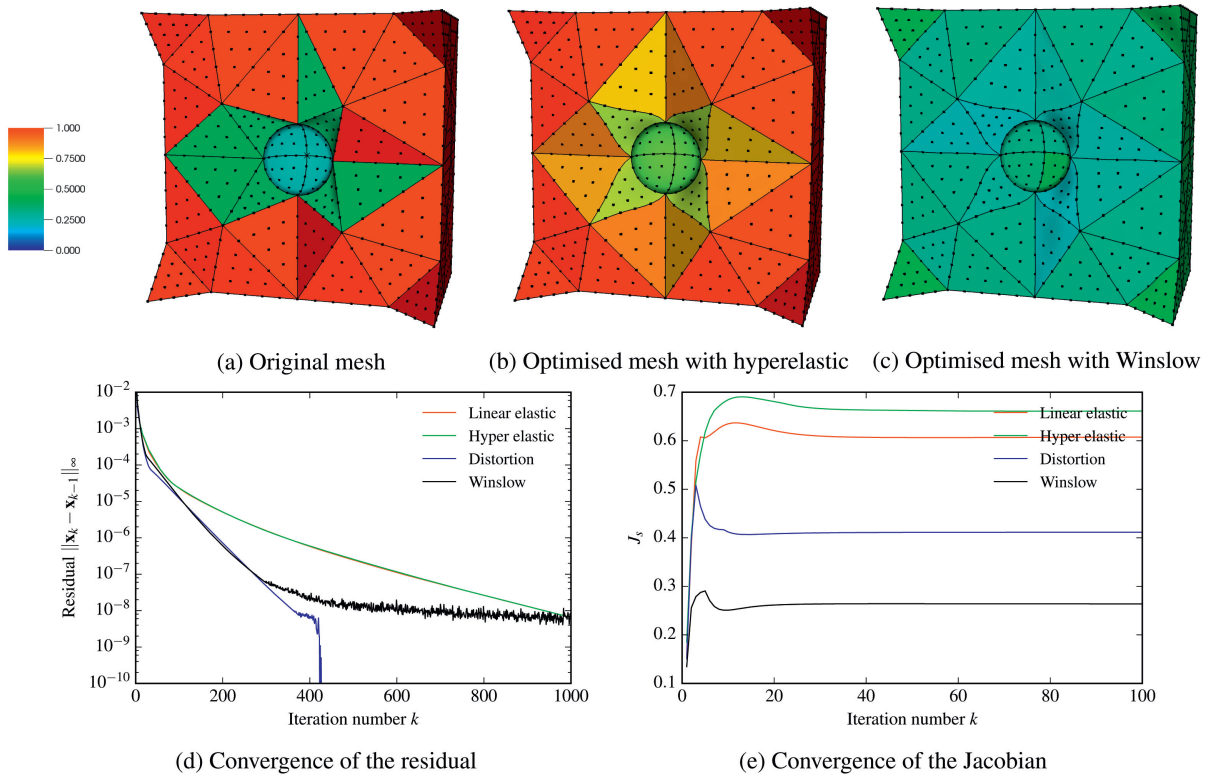 1.000
0.7500
0.5000
0.2500
0.000
(a) Original mesh
(b) Optimised mesh with hyperelastic
(c) Optimised mesh with Winslow
10⁻²
10⁻³
10⁻⁴
10⁻⁵
10⁻⁶
10⁻⁷
10⁻⁸
10⁻⁹
10⁻¹⁰
Residual ||x_k − x_{k−1}||_∞
Linear elastic
Hyper elastic
Distortion
Winslow
0 200 400 600 800 1000
Iteration number k
(d) Convergence of the residual
0.7
0.6
0.5
0.4
0.3
0.2
0.1
J_s
Linear elastic
Hyper elastic
Distortion
Winslow
0 20 40 60 80 100
Iteration number k
(e) Convergence of the Jacobian